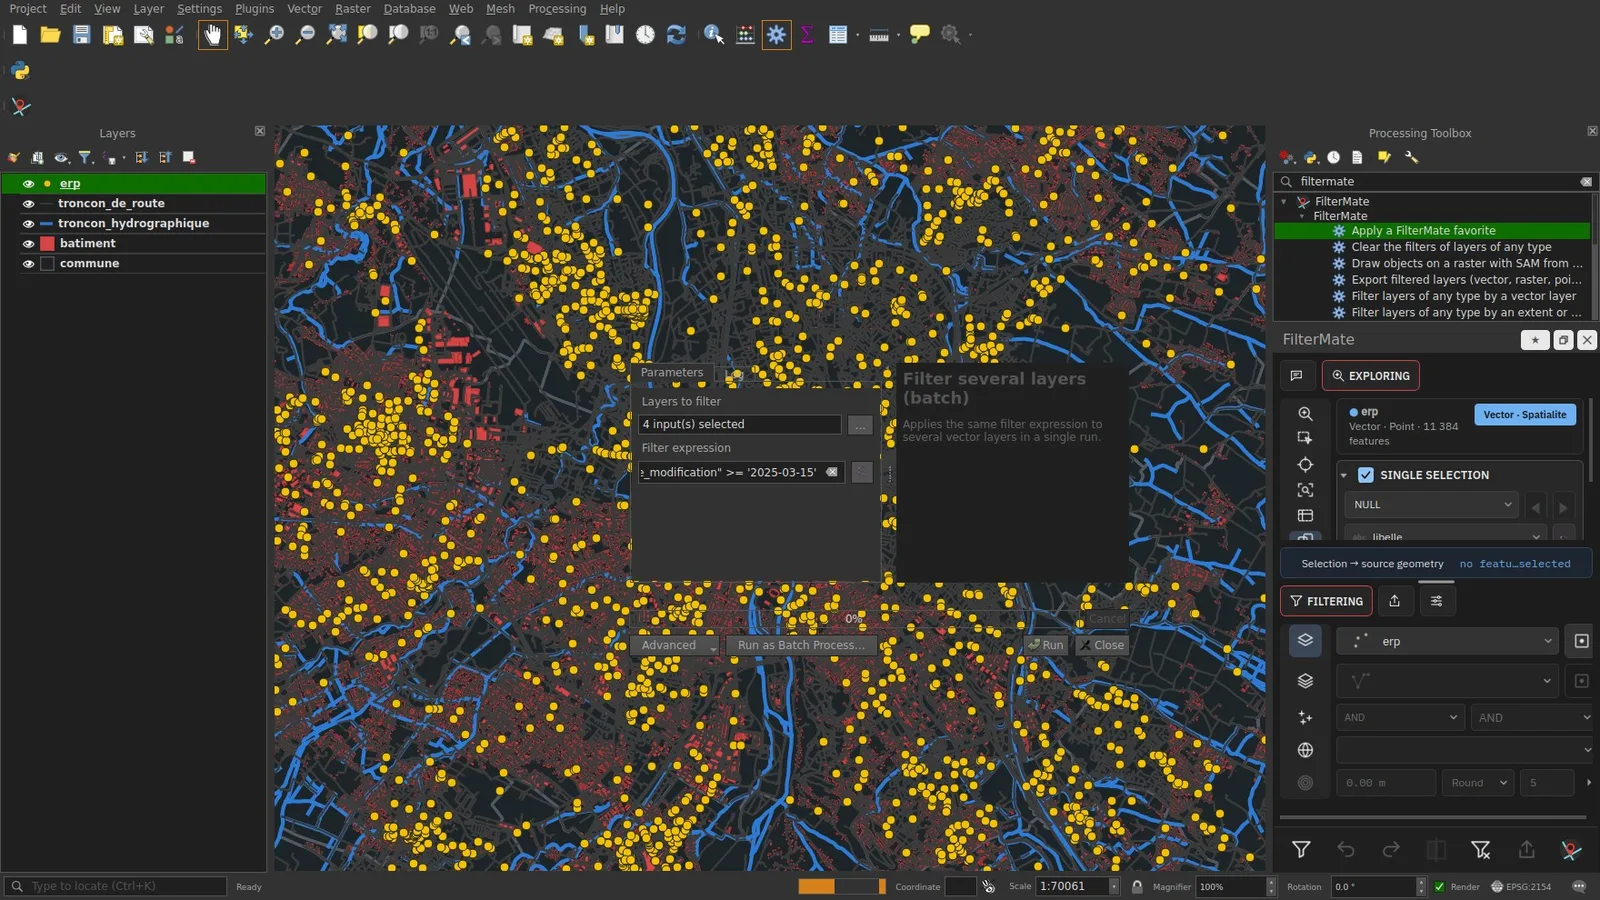 Project Edit View Layer Settings Plugins Vector Raster Database Web Mesh Processing Help
Layers
erp
troncon_de_route
troncon_hydrographique
batiment
commune
Parameters Log
Layers to filter
4 input(s) selected
...
Filter expression
_modification" >= '2025-03-15'
Filter several layers
(batch)
Applies the same filter expression to
several vector layers in a single run.
0%
Cancel
Advanced
Run as Batch Process...
Run
Close
Processing Toolbox
filtermate
FilterMate
FilterMate
Apply a FilterMate favorite
Clear the filters of layers of any type
Draw objects on a raster with SAM from ...
Export filtered layers (vector, raster, poi...
Filter layers of any type by a vector layer
Filter layers of any type by an extent or ...
FilterMate
EXPLORING
erp
Vector · Point · 11 384
features
Vector · Spatialite
SINGLE SELECTION
NULL
libelle
Selection → source geometry no featu…selected
FILTERING
erp
AND AND
0.00 m Round 5
Type to locate (Ctrl+K)
Ready
Coordinate
Scale 1:70061
Magnifier 100%
Rotation 0.0 °
Render
EPSG:2154